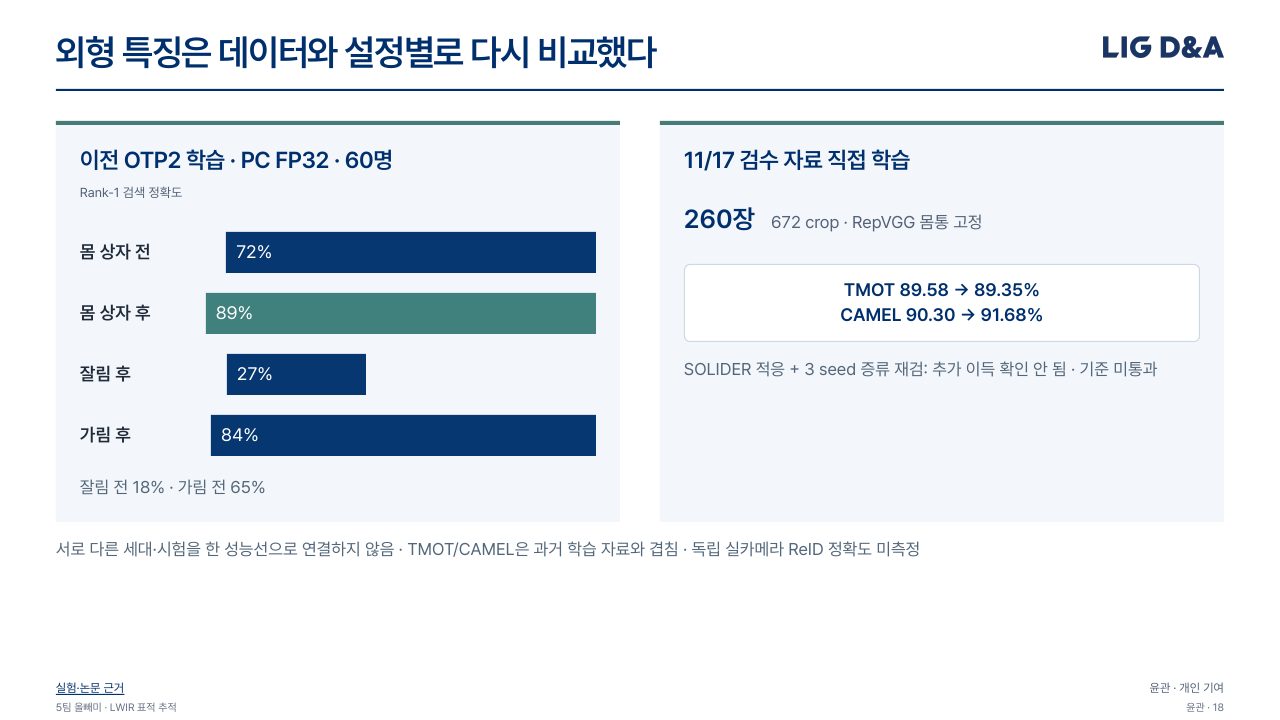 외형 특징은 데이터와 설정별로 다시 비교했다
LIG D&A
이전 OTP2 학습 · PC FP32 · 60명
Rank-1 검색 정확도
몸 상자 전
72%
몸 상자 후
89%
잘림 후
27%
가림 후
84%
잘림 전 18% · 가림 전 65%
11/17 검수 자료 직접 학습
260장 672 crop · RepVGG 몸통 고정
TMOT 89.58 → 89.35%
CAMEL 90.30 → 91.68%
SOLIDER 적응 + 3 seed 증류 재검: 추가 이득 확인 안 됨 · 기준 미통과
서로 다른 세대·시험을 한 성능선으로 연결하지 않음 · TMOT/CAMEL은 과거 학습 자료와 겹침 · 독립 실카메라 ReID 정확도 미측정
실험·논문 근거
5팀 올빼미 · LWIR 표적 추적
윤관 · 개인 기여
윤관 · 18